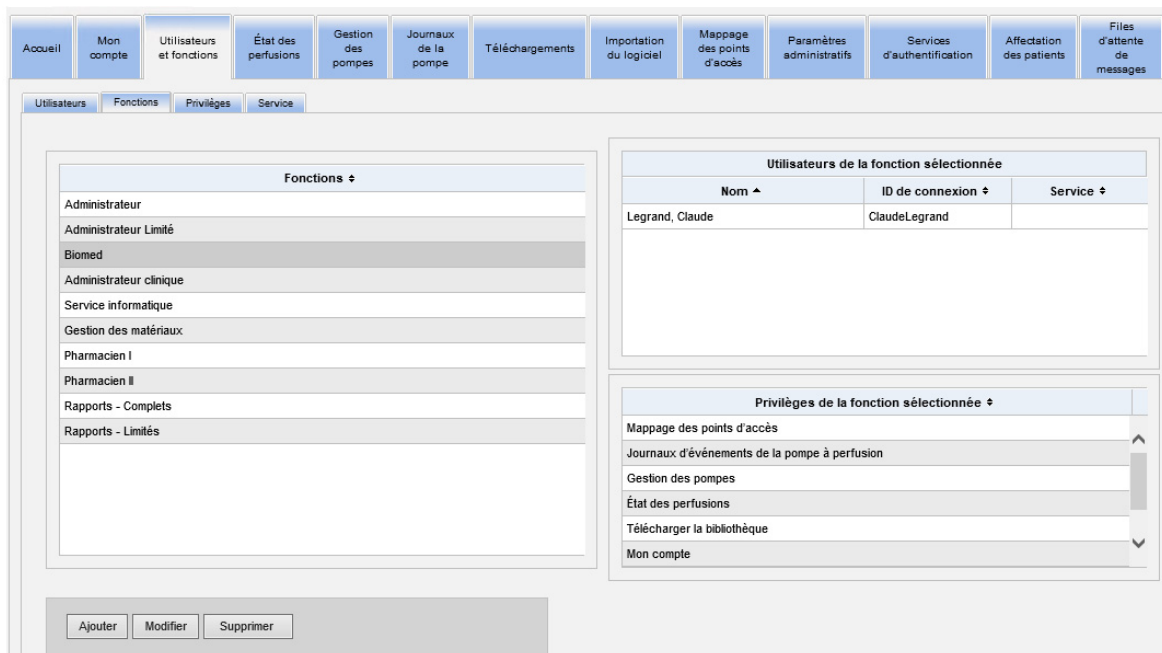 Accueil
Mon compte
Utilisateurs et fonctions
État des perfusions
Gestion des pompes
Journaux de la pompe
Téléchargements
Importation du logiciel
Mappage des points d'accès
Paramètres administratifs
Services d'authentification
Affectation des patients
Files d'attente de messages
Utilisateurs Fonctions Privilèges Service
Fonctions
Administrateur
Administrateur Limité
Biomed
Administrateur clinique
Service informatique
Gestion des matériaux
Pharmacien I
Pharmacien II
Rapports - Complets
Rapports - Limités
Utilisateurs de la fonction sélectionnée
Nom ID de connexion Service
Legrand, Claude ClaudeLegrand
Privilèges de la fonction sélectionnée
Mappage des points d'accès
Journaux d'événements de la pompe à perfusion
Gestion des pompes
État des perfusions
Télécharger la bibliothèque
Mon compte
Ajouter Modifier Supprimer